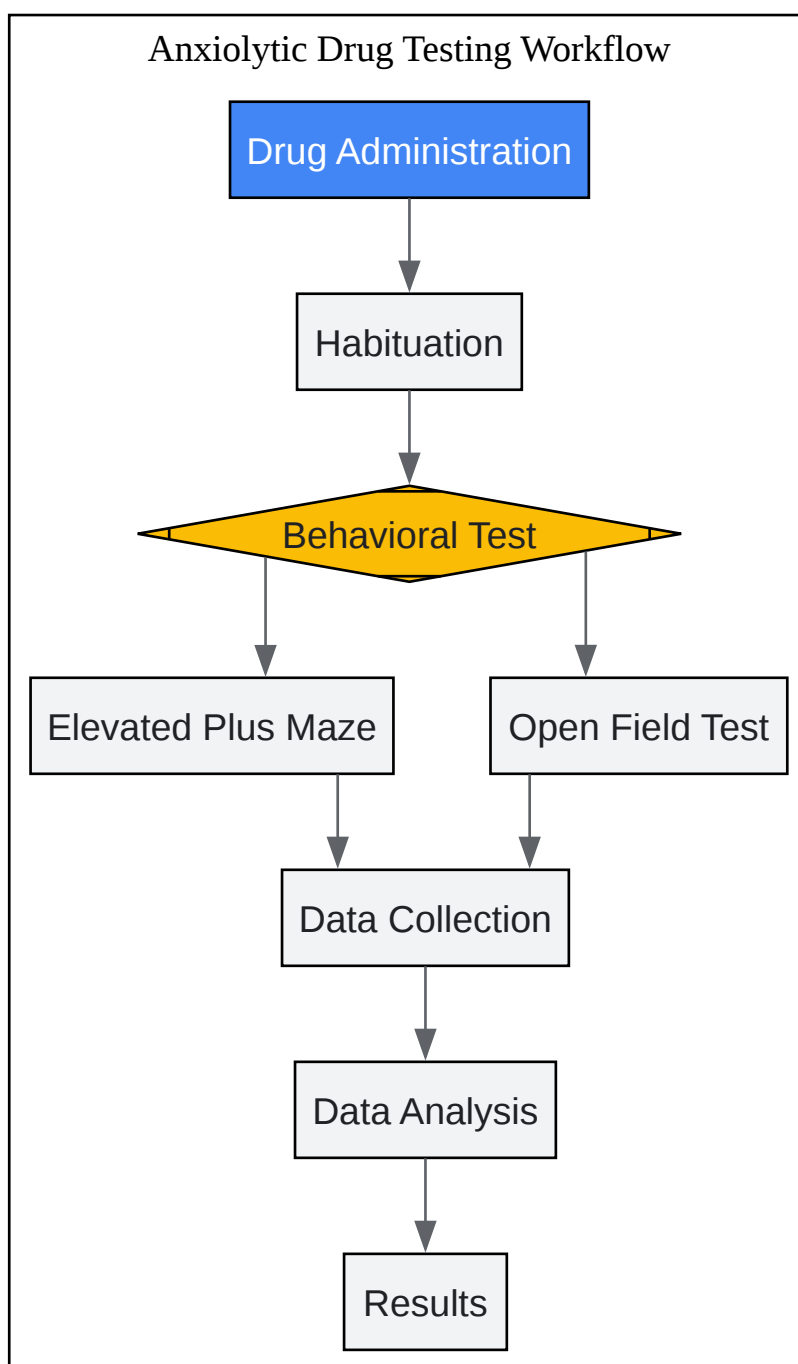 Anxiolytic Drug Testing Workflow
Drug Administration
Habituation
Behavioral Test
Elevated Plus Maze
Open Field Test
Data Collection
Data Analysis
Results